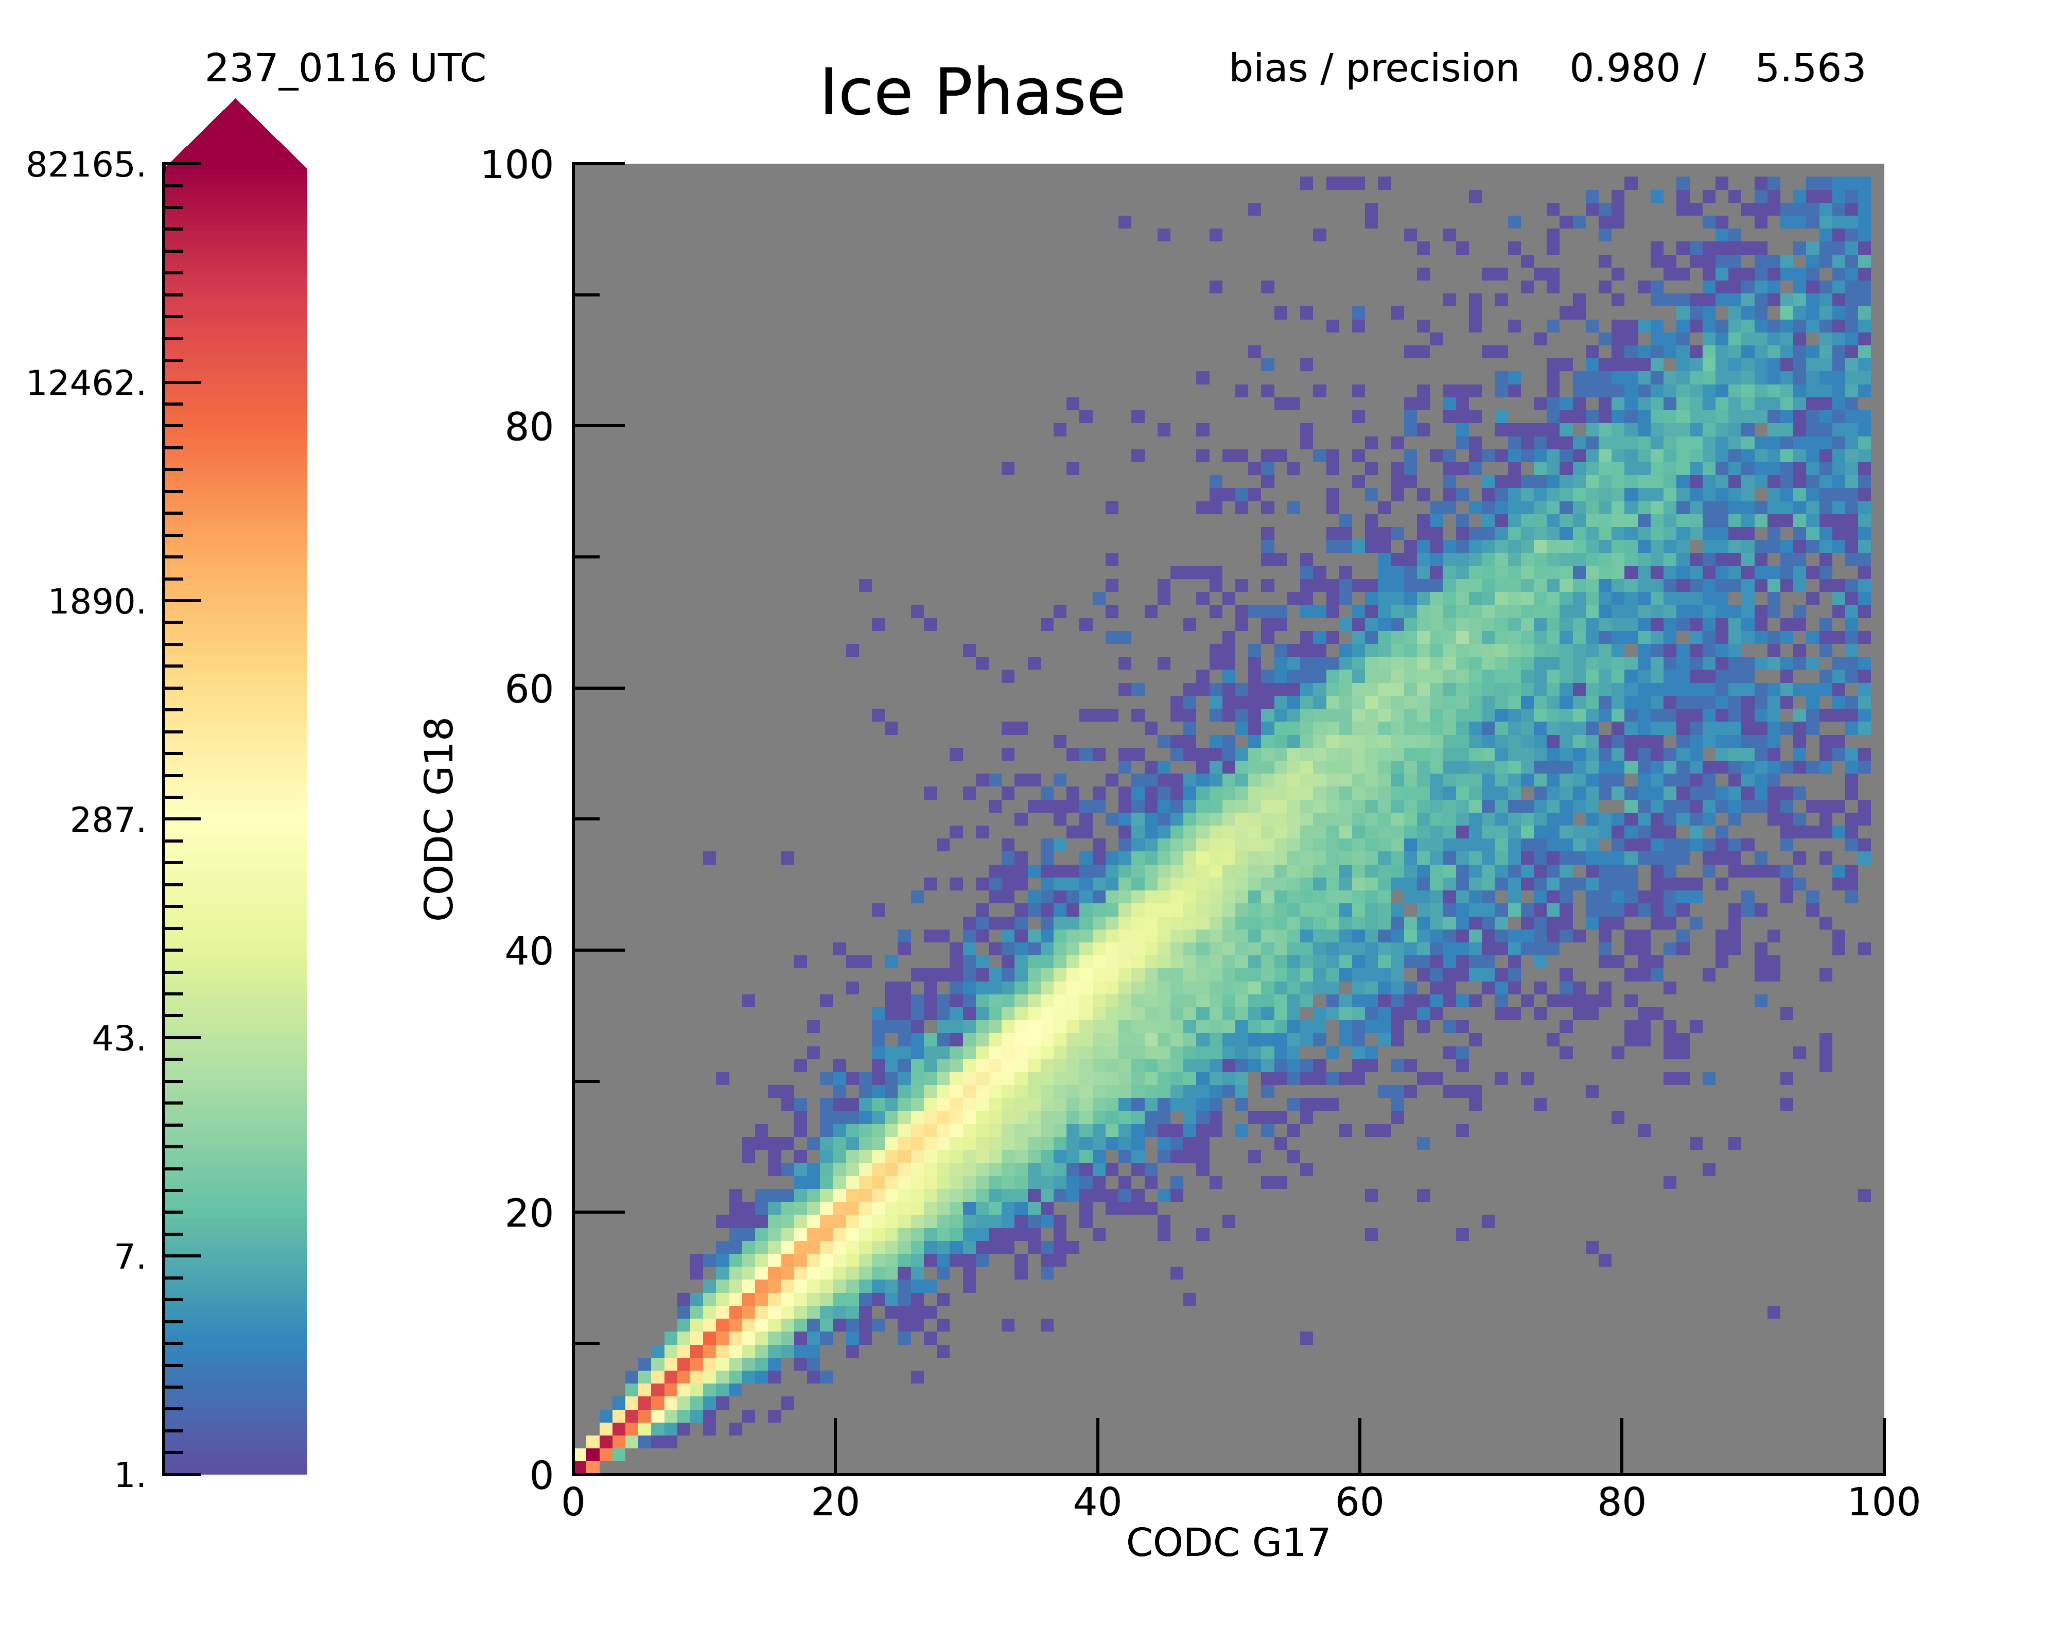 237_0116 UTC
Ice Phase
bias / precision 0.980 / 5.563
82165.
12462.
1890.
287.
43.
7.
1.
CODC G18
100
80
60
40
20
0
0 20 40 60 80 100
CODC G17